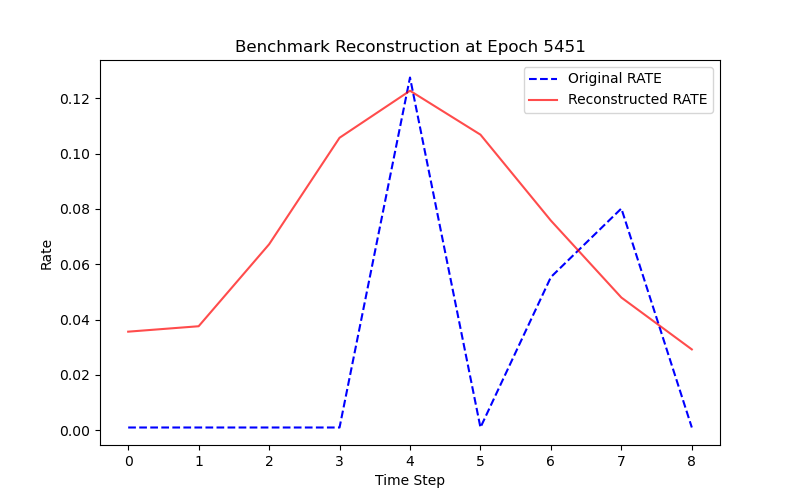 Benchmark Reconstruction at Epoch 5451
Original RATE
Reconstructed RATE
Rate
0.12
0.10
0.08
0.06
0.04
0.02
0.00
0 1 2 3 4 5 6 7 8
Time Step